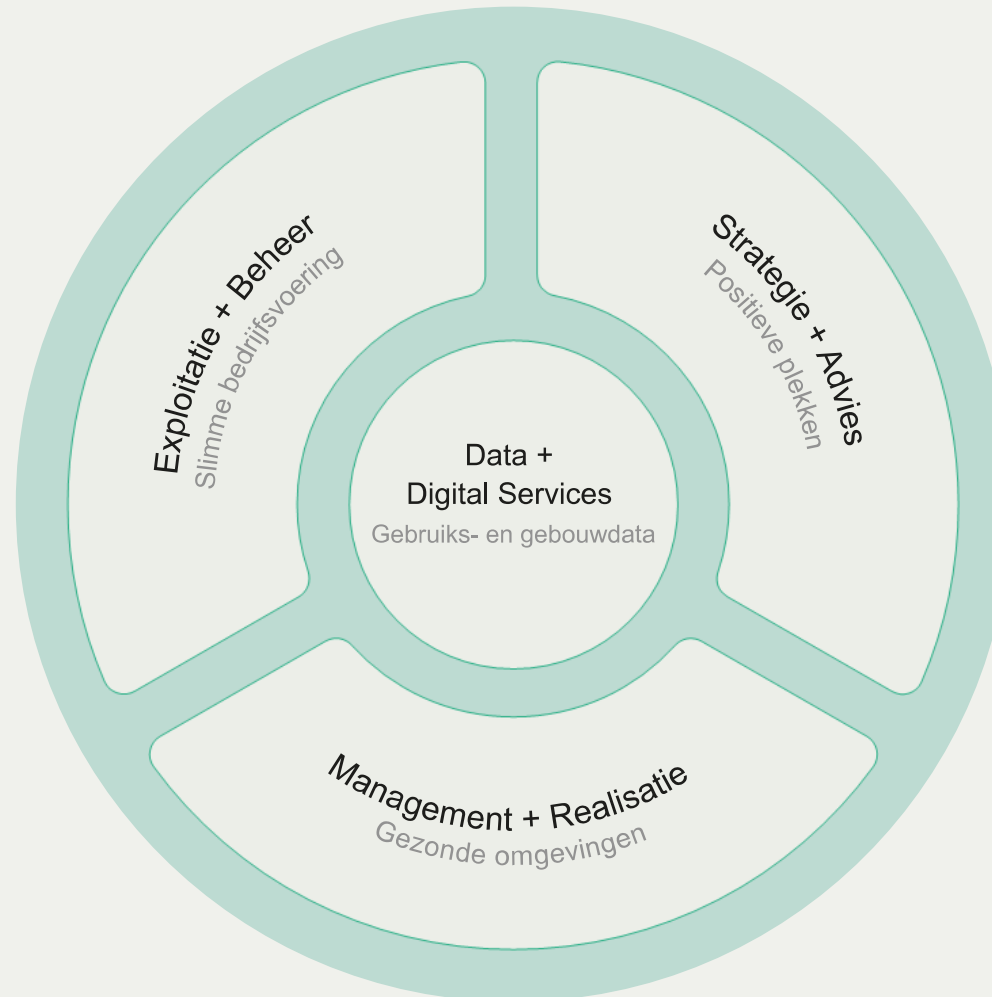 Exploitatie + Beheer
Slimme bedrijfsvoering
Strategie + Advies
Positieve plekken
Data +
Digital Services
Gebruiks- en gebouwdata
Management + Realisatie
Gezonde omgevingen